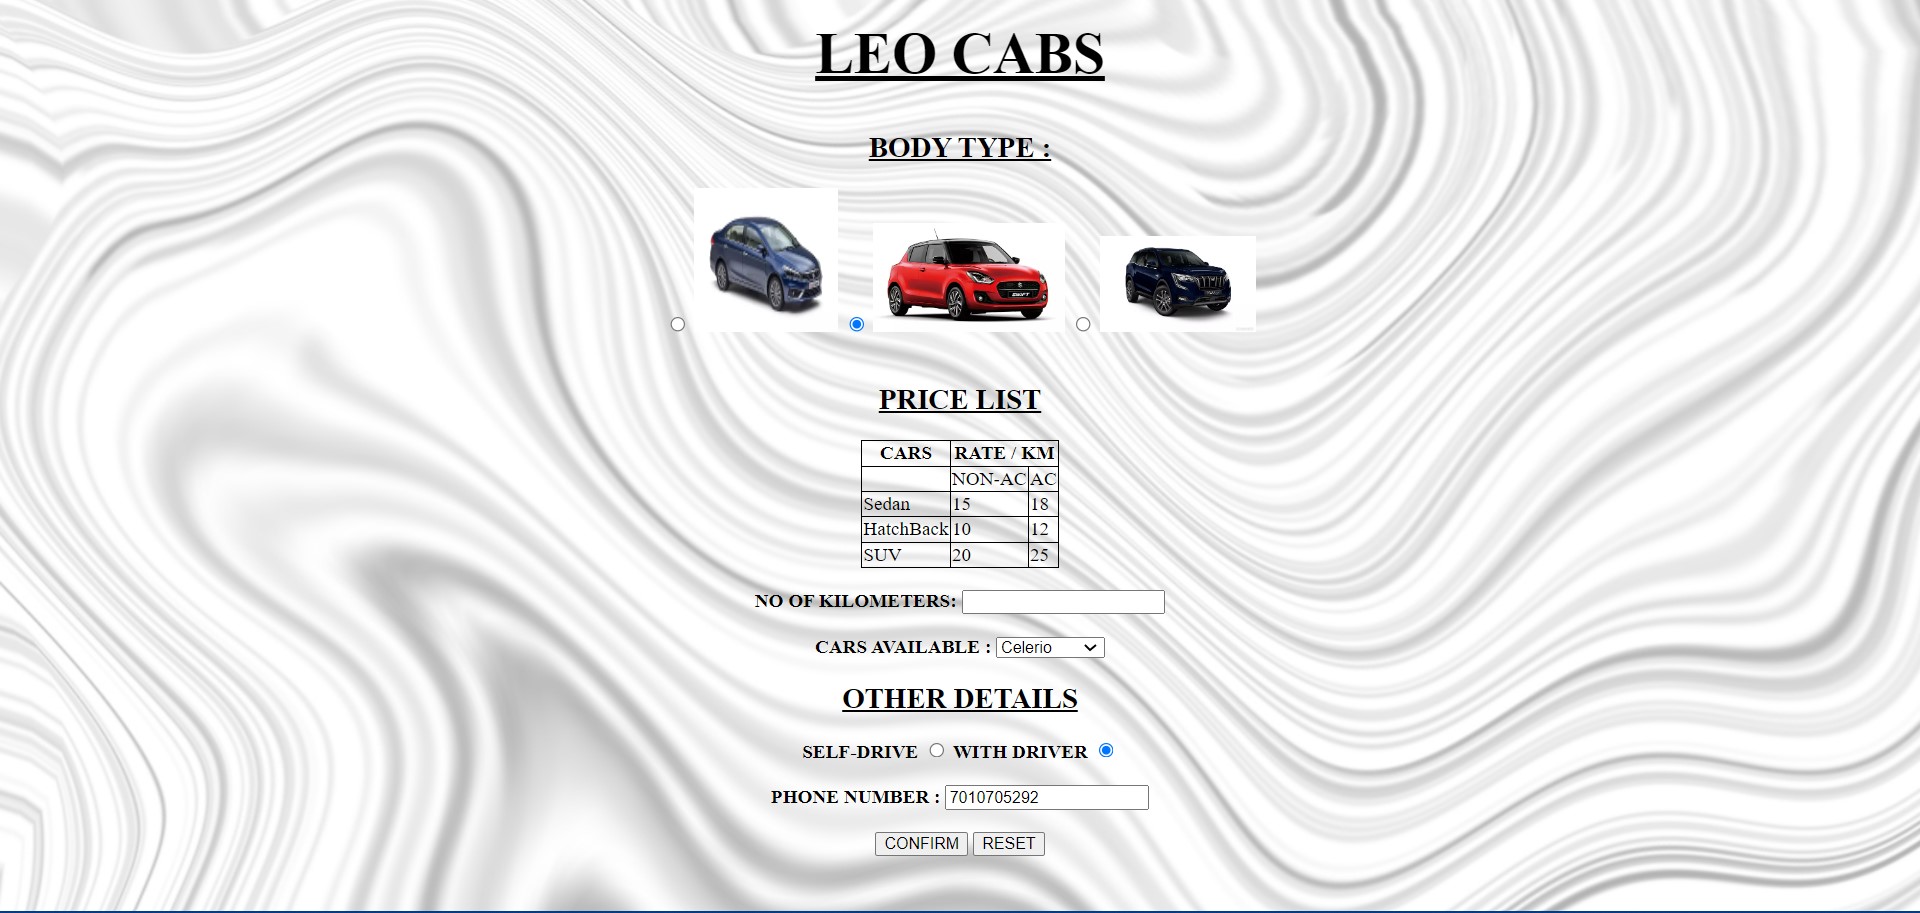 LEO CABS
BODY TYPE :
SWIFT
PRICE LIST
CARS RATE / KM
NON-AC AC
Sedan 15 18
HatchBack 10 12
SUV 20 25
NO OF KILOMETERS:
CARS AVAILABLE : Celerio
OTHER DETAILS
SELF-DRIVE WITH DRIVER
PHONE NUMBER : 7010705292
CONFIRM RESET